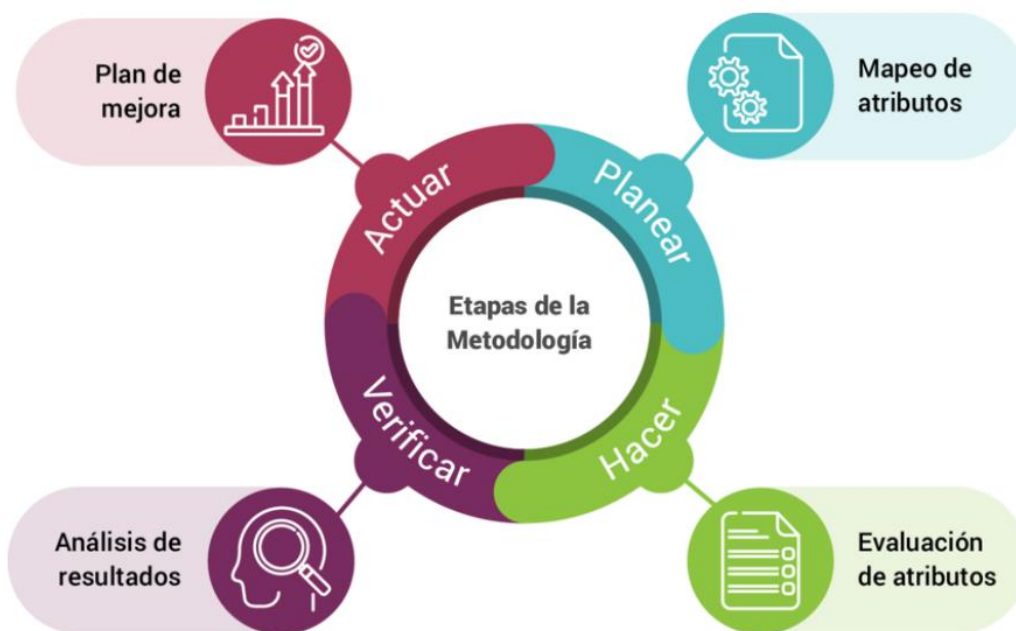 Plan de
mejora
Mapeo de
atributos
Actuar
Planear
Etapas de la
Metodología
Verificar
Hacer
Análisis de
resultados
Evaluación
de atributos